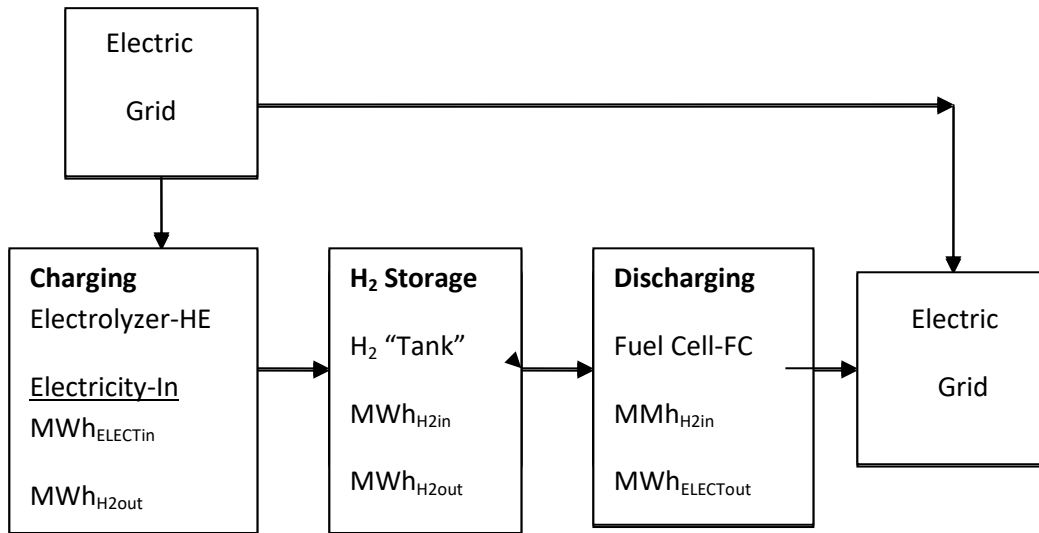 Electric
Grid
Charging
Electrolyzer-HE
Electricity-In
MWhELECTin
MWhH2out
H2 Storage
H2 “Tank”
MWhH2in
MWhH2out
Discharging
Fuel Cell-FC
MMhH2in
MWhELECTout
Electric
Grid